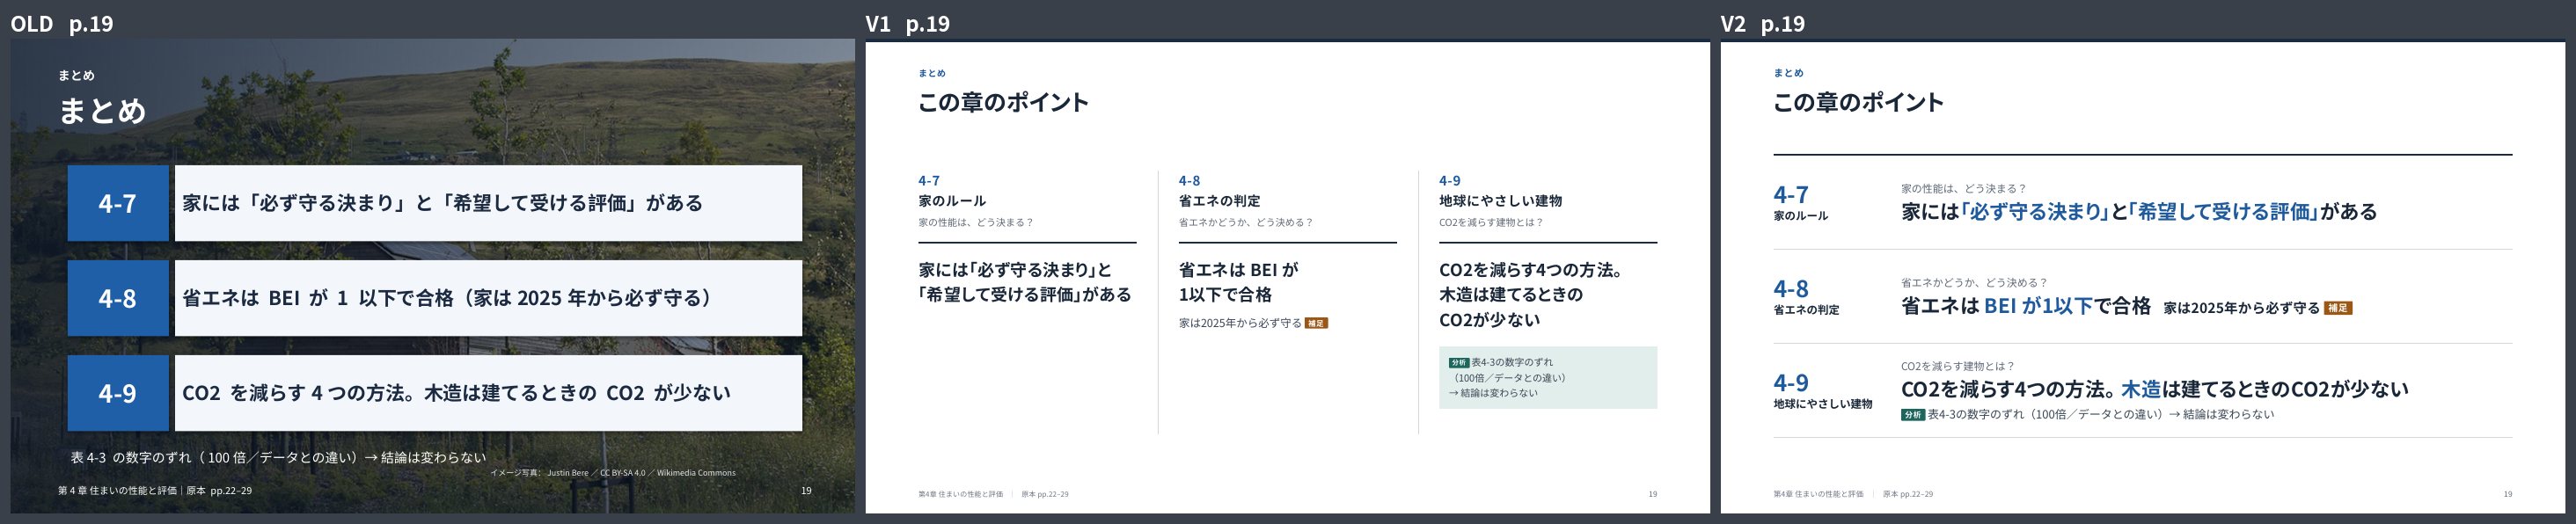 OLD p.19
まとめ
まとめ
4-7
家には「必ず守る決まり」と「希望して受ける評価」がある
4-8
省エネは BEI が 1 以下で合格（家は 2025 年から必ず守る）
4-9
CO2 を減らす 4 つの方法。木造は建てるときの CO2 が少ない
表 4-3 の数字のずれ（ 100 倍／データとの違い）→ 結論は変わらない
イメージ写真： Justin Bere ／ CC BY-SA 4.0 ／ Wikimedia Commons
第 4 章 住まいの性能と評価｜原本 pp.22–29
19
V1 p.19
まとめ
この章のポイント
4-7
家のルール
家の性能は、どう決まる？
家には「必ず守る決まり」と
「希望して受ける評価」がある
4-8
省エネの判定
省エネかどうか、どう決める？
省エネは BEI が
1以下で合格
家は2025年から必ず守る 補足
4-9
地球にやさしい建物
CO2を減らす建物とは？
CO2を減らす4つの方法。
木造は建てるときの
CO2が少ない
分析 表4-3の数字のずれ
（100倍／データとの違い）
→ 結論は変わらない
第4章 住まいの性能と評価 ｜ 原本 pp.22–29
19
V2 p.19
まとめ
この章のポイント
4-7
家のルール
家の性能は、どう決まる？
家には「必ず守る決まり」と「希望して受ける評価」がある
4-8
省エネの判定
省エネかどうか、どう決める？
省エネは BEI が1以下で合格 家は2025年から必ず守る 補足
4-9
地球にやさしい建物
CO2を減らす建物とは？
CO2を減らす4つの方法。木造は建てるときのCO2が少ない
分析 表4-3の数字のずれ（100倍／データとの違い）→ 結論は変わらない
第4章 住まいの性能と評価 ｜ 原本 pp.22–29
19